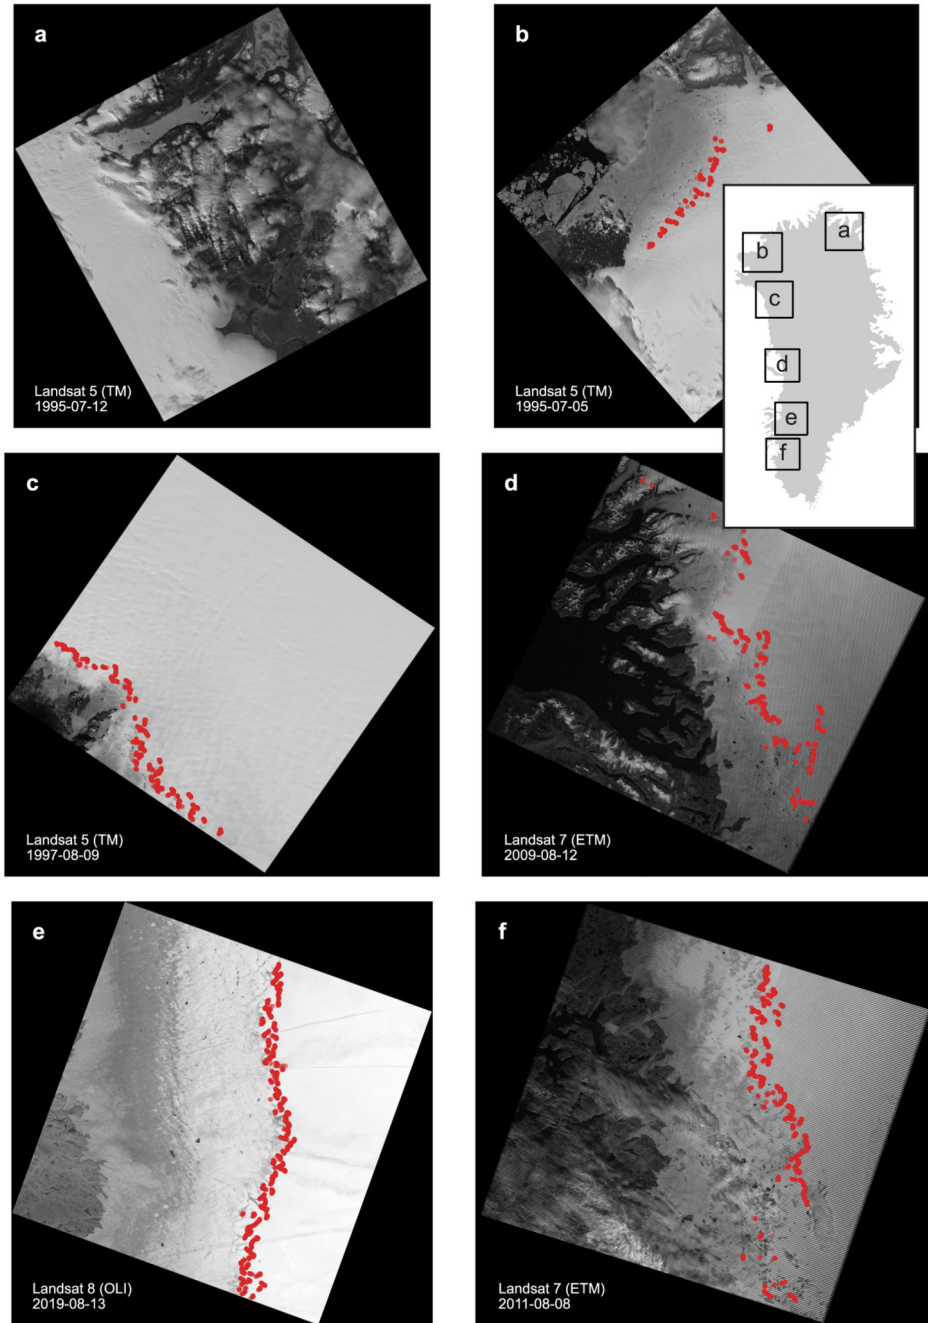 a
Landsat 5 (TM)
1995-07-12
b
Landsat 5 (TM)
1995-07-05
a
b
c
d
e
f
c
Landsat 5 (TM)
1997-08-09
d
Landsat 7 (ETM)
2009-08-12
e
Landsat 8 (OLI)
2019-08-13
f
Landsat 7 (ETM)
2011-08-08